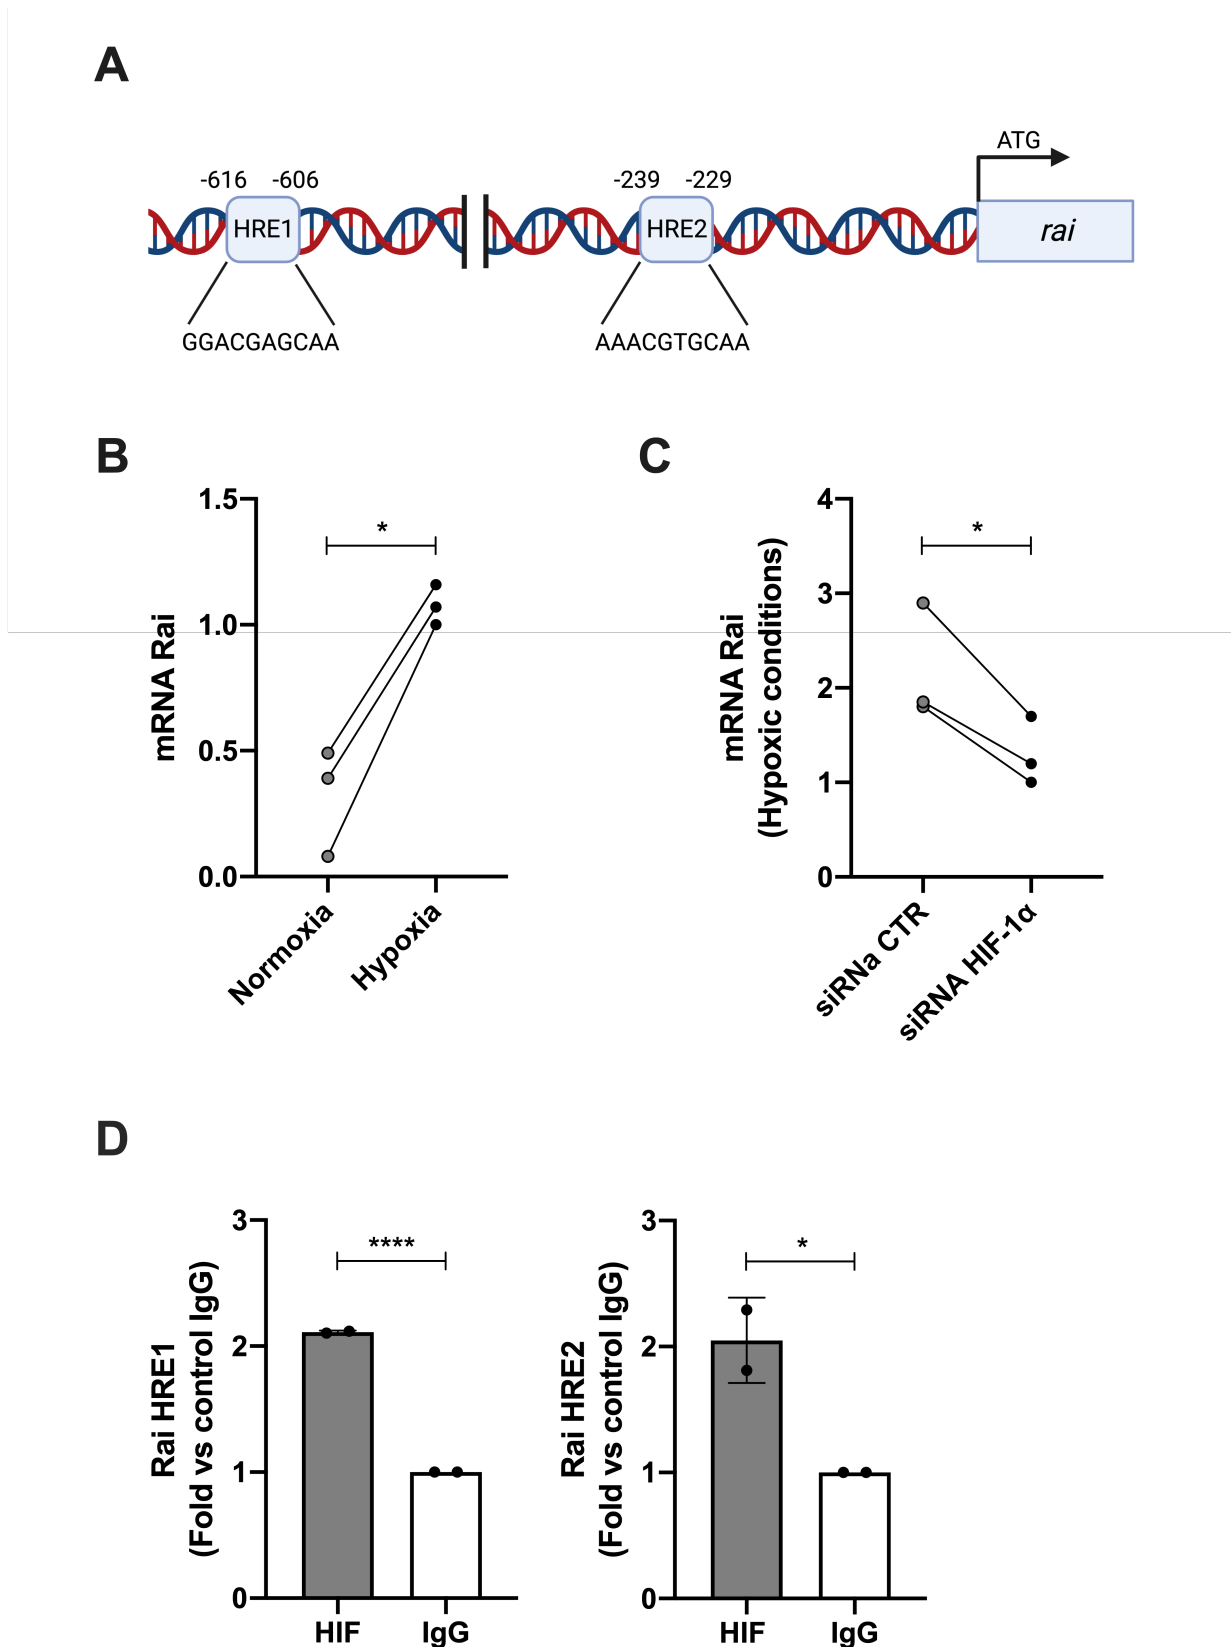 A
ATG
-616 -606 -239 -229
HRE1 HRE2 rai
GGACGAGCAA AAACGTGCAA
B
1.5
1.0
0.5
0.0
mRNA Rai
*
Normoxia Hypoxia
C
4
3
2
1
0
mRNA Rai
(Hypoxic conditions)
*
siRNa CTR siRNA HIF-1α
D
3
2
1
0
Rai HRE1
(Fold vs control IgG)
****
HIF IgG
3
2
1
0
Rai HRE2
(Fold vs control IgG)
*
HIF IgG